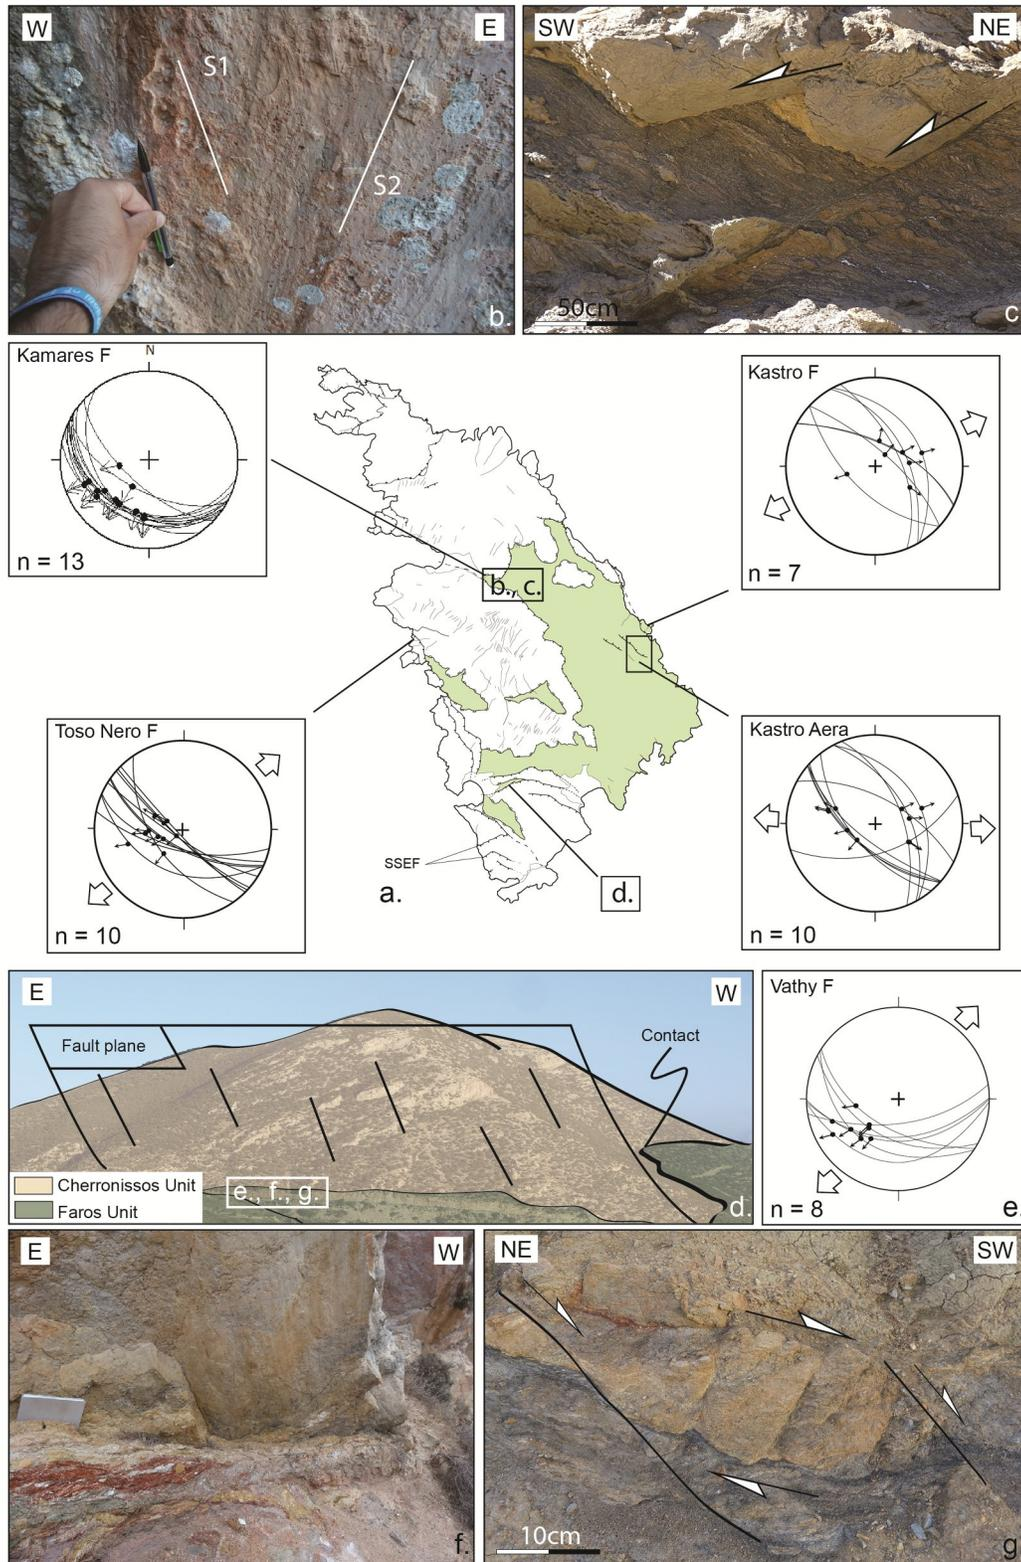 W
E
S1
S2
b.
SW
NE
50cm
c
Kamares F
N
n = 13
Kastro F
n = 7
b., c.
Toso Nero F
n = 10
Kastro Aera
n = 10
SSEF
a.
d.
E
W
Fault plane
Contact
Cherronissos Unit
Faros Unit
e., f., g.
d.
Vathy F
n = 8
e.
E
W
f.
NE
SW
10cm
g